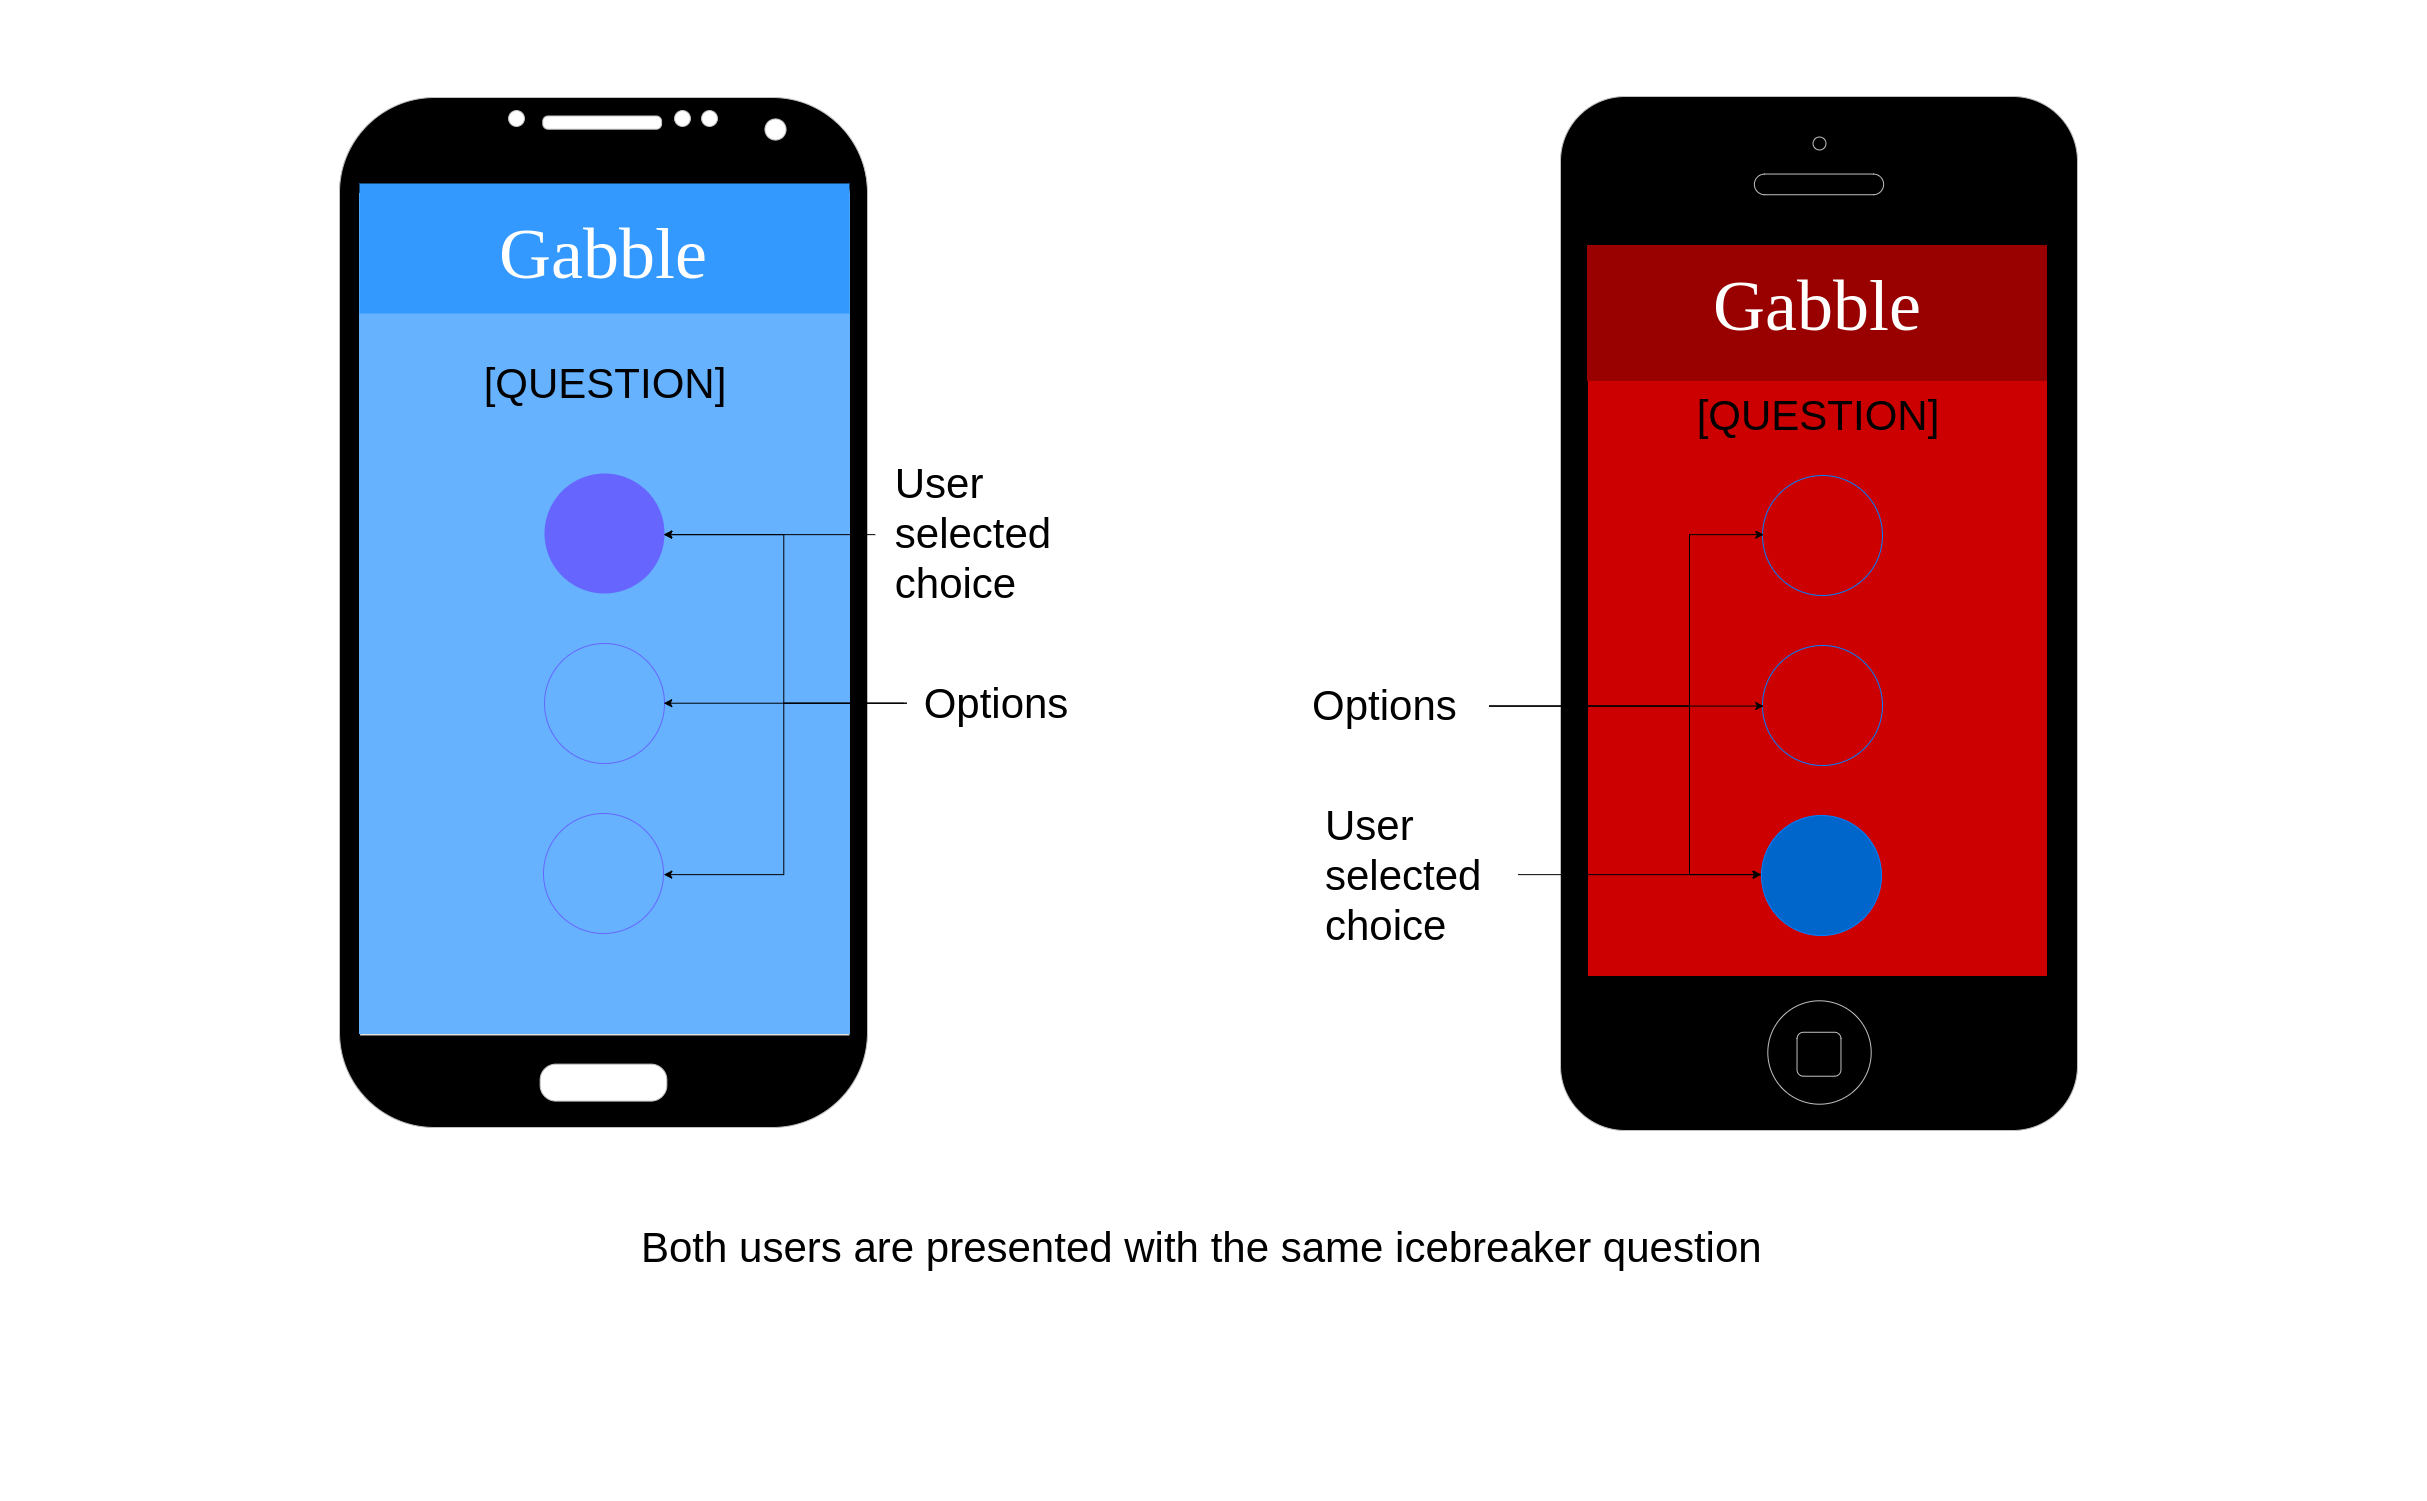 Gabble
[QUESTION]
User
selected
choice
Options
Gabble
[QUESTION]
Options
User
selected
choice
Both users are presented with the same icebreaker question